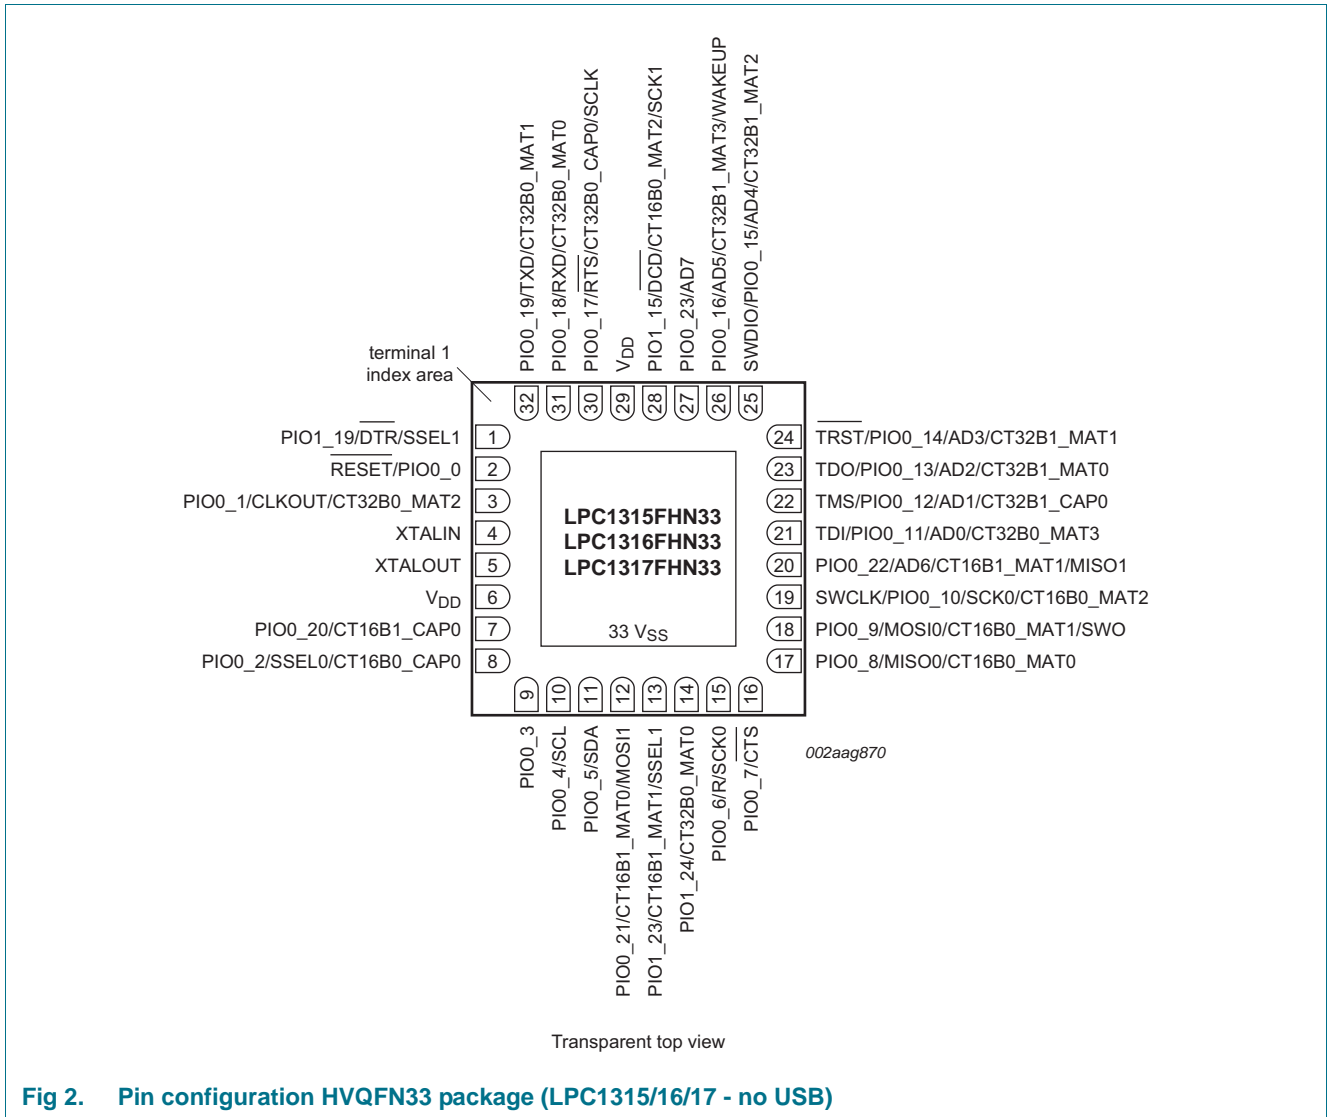 PIO0_19/TXD/CT32B0_MAT1
PIO0_18/RXD/CT32B0_MAT0
PIO0_17/RTS/CT32B0_CAP0/SCLK
VDD
PIO1_15/DCD/CT16B0_MAT2/SCK1
PIO0_23/AD7
PIO0_16/AD5/CT32B1_MAT3/WAKEUP
SWDIO/PIO0_15/AD4/CT32B1_MAT2
terminal 1
index area
32
31
30
29
28
27
26
25
PIO1_19/DTR/SSEL1
1
RESET/PIO0_0
2
PIO0_1/CLKOUT/CT32B0_MAT2
3
XTALIN
4
XTALOUT
5
VDD
6
PIO0_20/CT16B1_CAP0
7
PIO0_2/SSEL0/CT16B0_CAP0
8
LPC1315FHN33
LPC1316FHN33
LPC1317FHN33
33 VSS
24
TRST/PIO0_14/AD3/CT32B1_MAT1
23
TDO/PIO0_13/AD2/CT32B1_MAT0
22
TMS/PIO0_12/AD1/CT32B1_CAP0
21
TDI/PIO0_11/AD0/CT32B0_MAT3
20
PIO0_22/AD6/CT16B1_MAT1/MISO1
19
SWCLK/PIO0_10/SCK0/CT16B0_MAT2
18
PIO0_9/MOSI0/CT16B0_MAT1/SWO
17
PIO0_8/MISO0/CT16B0_MAT0
9
10
11
12
13
14
15
16
PIO0_3
PIO0_4/SCL
PIO0_5/SDA
PIO0_21/CT16B1_MAT0/MOSI1
PIO1_23/CT16B1_MAT1/SSEL1
PIO1_24/CT32B0_MAT0
PIO0_6/R/SCK0
PIO0_7/CTS
002aag870
Transparent top view
Fig 2. Pin configuration HVQFN33 package (LPC1315/16/17 - no USB)